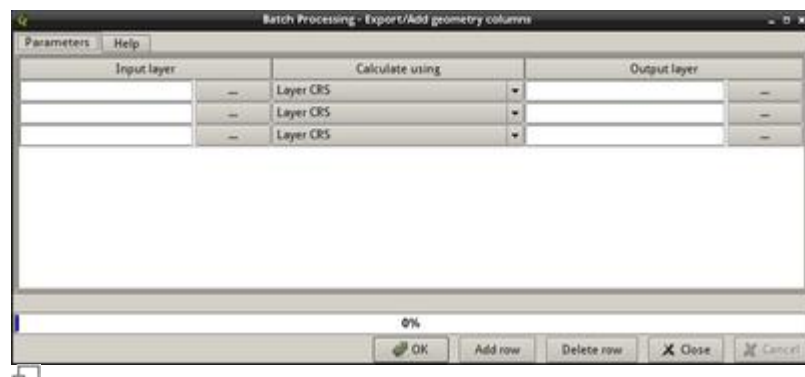 Batch Processing - Export/Add geometry columns
Parameters Help
Input layer Calculate using Output layer
... Layer CRS ...
... Layer CRS ...
... Layer CRS ...
0%
OK Add row Delete row Close Cancel